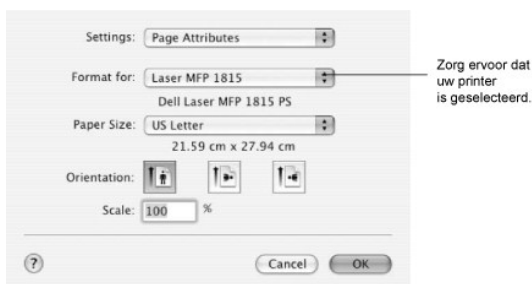 Settings: Page Attributes
Format for: Laser MFP 1815
Dell Laser MFP 1815 PS
Zorg ervoor dat
uw printer
is geselecteerd.
Paper Size: US Letter
21.59 cm x 27.94 cm
Orientation:
Scale: 100 %
? Cancel OK